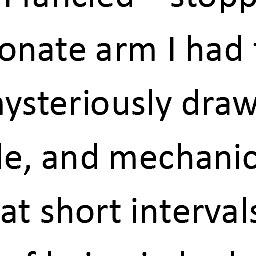 fancied stopp
onate arm I had
mysteriously draw
le, and mechanic
at short intervals